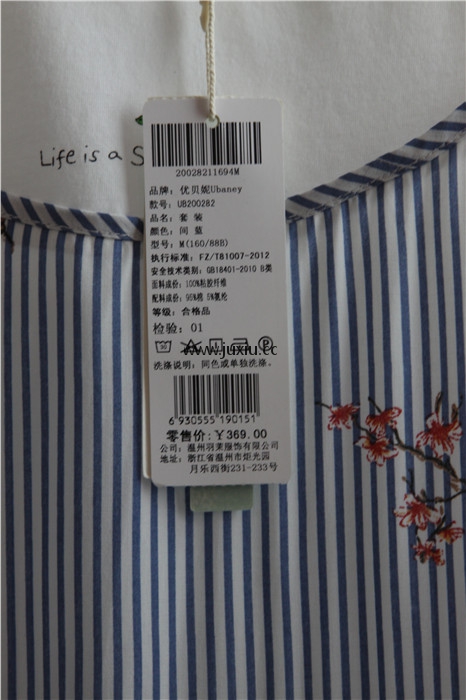 Life is a S
20028211694M
品牌：优贝妮Ubaney
款号：UB200282
品名：套 装
颜色：间 蓝
型号：M(160/88B)
执行标准：FZ/T81007-2012
安全技术类别：GB18401-2010 B类
面料成份：100%粘胶纤维
配料成份：95%棉 5%氨纶
等级：合格品
检验：01
30
www.juxiu.cc
洗涤说明：同色或单独洗涤。
6 930555 190151
零售价：￥369.00
公司：温州羽莱服饰有限公司
地址：浙江省温州市炬光园
月乐西街231-233号